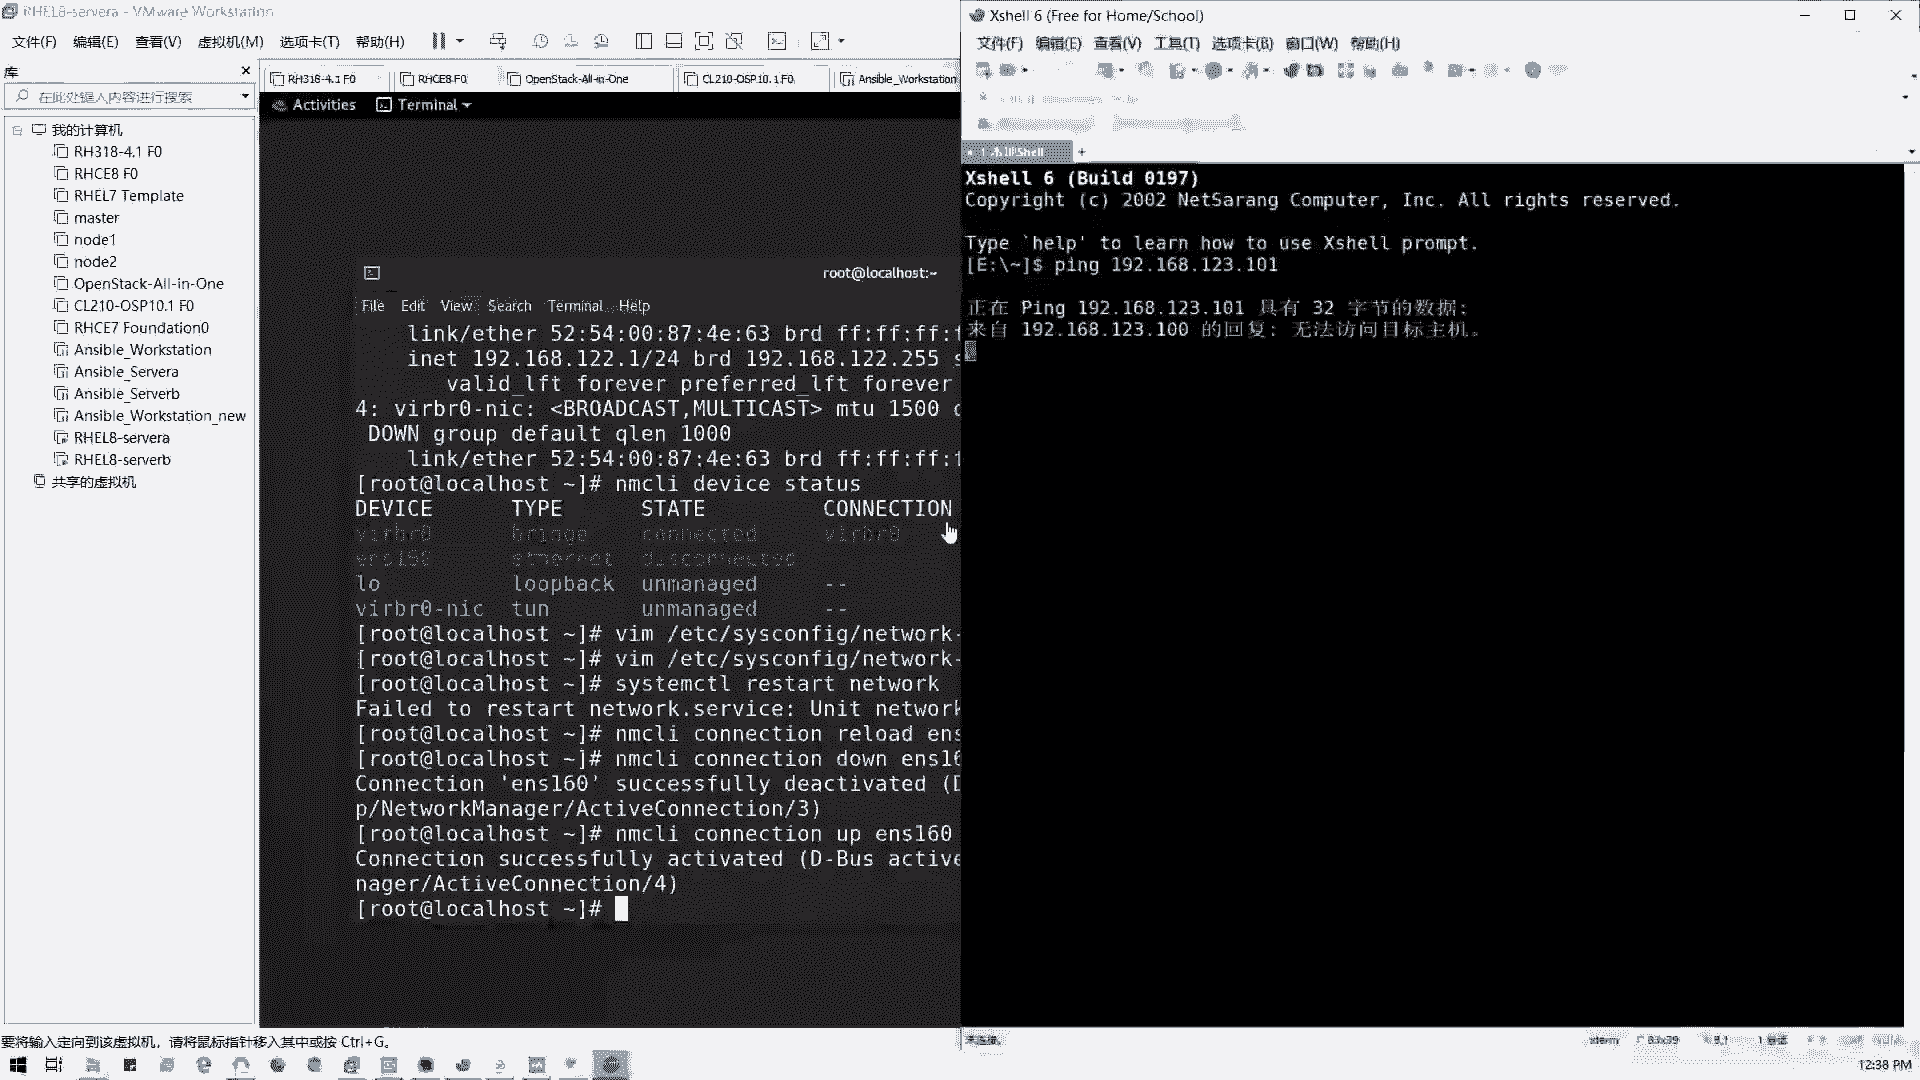 RHEL8-servera - VMware Workstation
文件(F) 编辑(E) 查看(V) 虚拟机(M) 选项卡(T) 帮助(H)
库
在此处键入内容进行搜索
我的计算机
RH318-4.1 F0
RHCE8 F0
RHEL7 Template
master
node1
node2
OpenStack-All-in-One
CL210-OSP10.1 F0
RHCE7 Foundation0
Ansible_Workstation
Ansible_Servera
Ansible_Serverb
Ansible_Workstation_new
RHEL8-servera
RHEL8-serverb
共享的虚拟机
RH318-4.1 F0 RHCE8 F0 OpenStack-All-in-One CL210-OSP10.1 F0 Ansible_Workstation
Activities Terminal
root@localhost:~
File Edit View Search Terminal Help
link/ether 52:54:00:87:4e:63 brd ff:ff:ff:
inet 192.168.122.1/24 brd 192.168.122.255
valid_lft forever preferred_lft forever
4: virbr0-nic: <BROADCAST,MULTICAST> mtu 1500
DOWN group default qlen 1000
link/ether 52:54:00:87:4e:63 brd ff:ff:ff:
[root@localhost ~]# nmcli device status
DEVICE TYPE STATE CONNECTION
virbr0 bridge connected virbr0
ens160 ethernet disconnected
lo loopback unmanaged --
virbr0-nic tun unmanaged --
[root@localhost ~]# vim /etc/sysconfig/network-
[root@localhost ~]# vim /etc/sysconfig/network-
[root@localhost ~]# systemctl restart network
Failed to restart network.service: Unit network
[root@localhost ~]# nmcli connection reload ens
[root@localhost ~]# nmcli connection down ens16
Connection 'ens160' successfully deactivated (D
p/NetworkManager/ActiveConnection/3)
[root@localhost ~]# nmcli connection up ens160
Connection successfully activated (D-Bus active
nager/ActiveConnection/4)
[root@localhost ~]#
要将输入定向到该虚拟机，请将鼠标指针移入其中或按 Ctrl+G。
Xshell 6 (Free for Home/School)
文件(F) 编辑(E) 查看(V) 工具(T) 选项卡(B) 窗口(W) 帮助(H)
1 本地Shell +
Xshell 6 (Build 0197)
Copyright (c) 2002 NetSarang Computer, Inc. All rights reserved.
Type `help' to learn how to use Xshell prompt.
[E:\~]$ ping 192.168.123.101
正在 Ping 192.168.123.101 具有 32 字节的数据:
来自 192.168.123.100 的回复: 无法访问目标主机。
xterm 83x39
12:38 PM